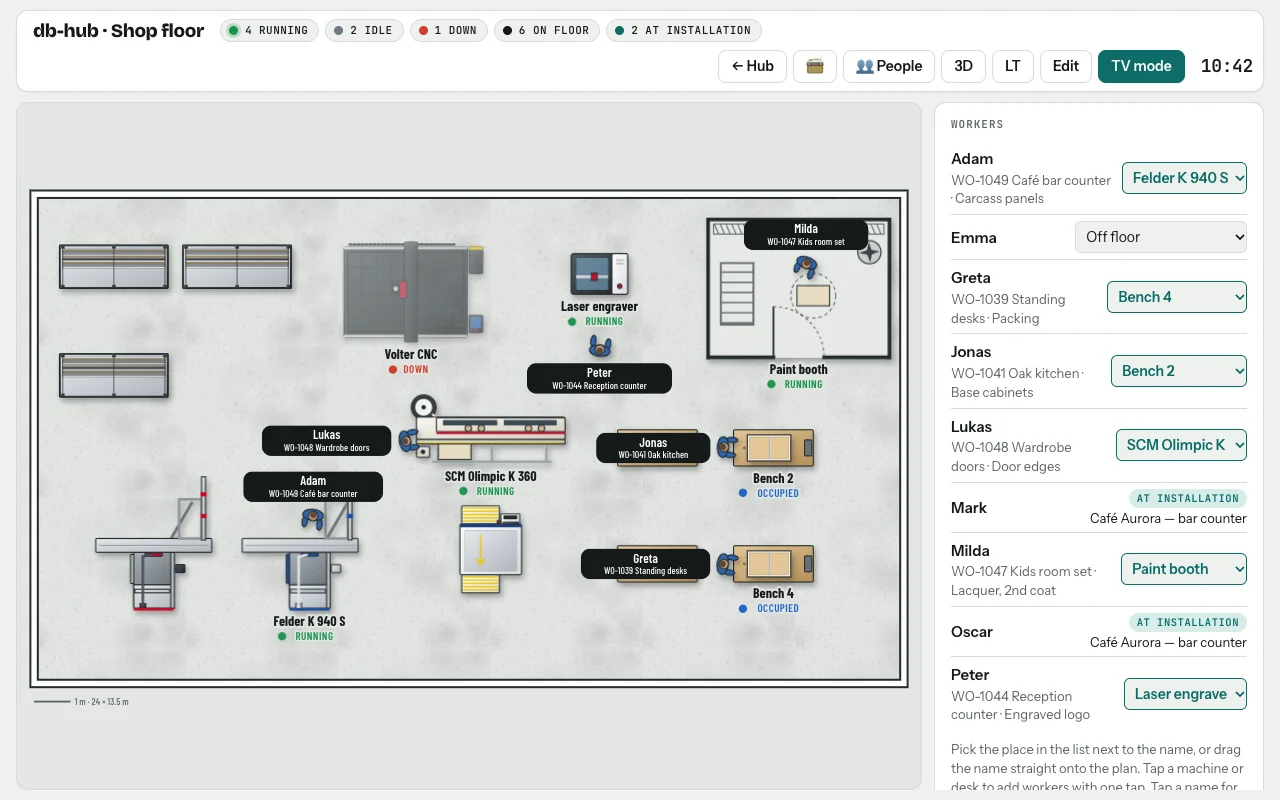 db-hub · Shop floor
4 RUNNING
2 IDLE
1 DOWN
6 ON FLOOR
2 AT INSTALLATION
← Hub
People
3D
LT
Edit
TV mode
10:42
Milda
WO-1047 Kids room set
Laser engraver
RUNNING
Volter CNC
DOWN
Peter
WO-1044 Reception counter
Paint booth
RUNNING
Lukas
WO-1048 Wardrobe doors
Jonas
WO-1041 Oak kitchen
SCM Olimpic K 360
RUNNING
Bench 2
OCCUPIED
Adam
WO-1049 Café bar counter
Greta
WO-1039 Standing desks
Bench 4
OCCUPIED
Felder K 940 S
RUNNING
1 m · 24 × 13.5 m
WORKERS
Adam
WO-1049 Café bar counter
· Carcass panels
Felder K 940 S
Emma
Off floor
Greta
WO-1039 Standing
desks · Packing
Bench 4
Jonas
WO-1041 Oak kitchen ·
Base cabinets
Bench 2
Lukas
WO-1048 Wardrobe
doors · Door edges
SCM Olimpic K
Mark
AT INSTALLATION
Café Aurora — bar counter
Milda
WO-1047 Kids room set ·
Lacquer, 2nd coat
Paint booth
Oscar
AT INSTALLATION
Café Aurora — bar counter
Peter
WO-1044 Reception
counter · Engraved logo
Laser engrave
Pick the place in the list next to the name, or drag
the name straight onto the plan. Tap a machine or
desk to add workers with one tap. Tap a name for